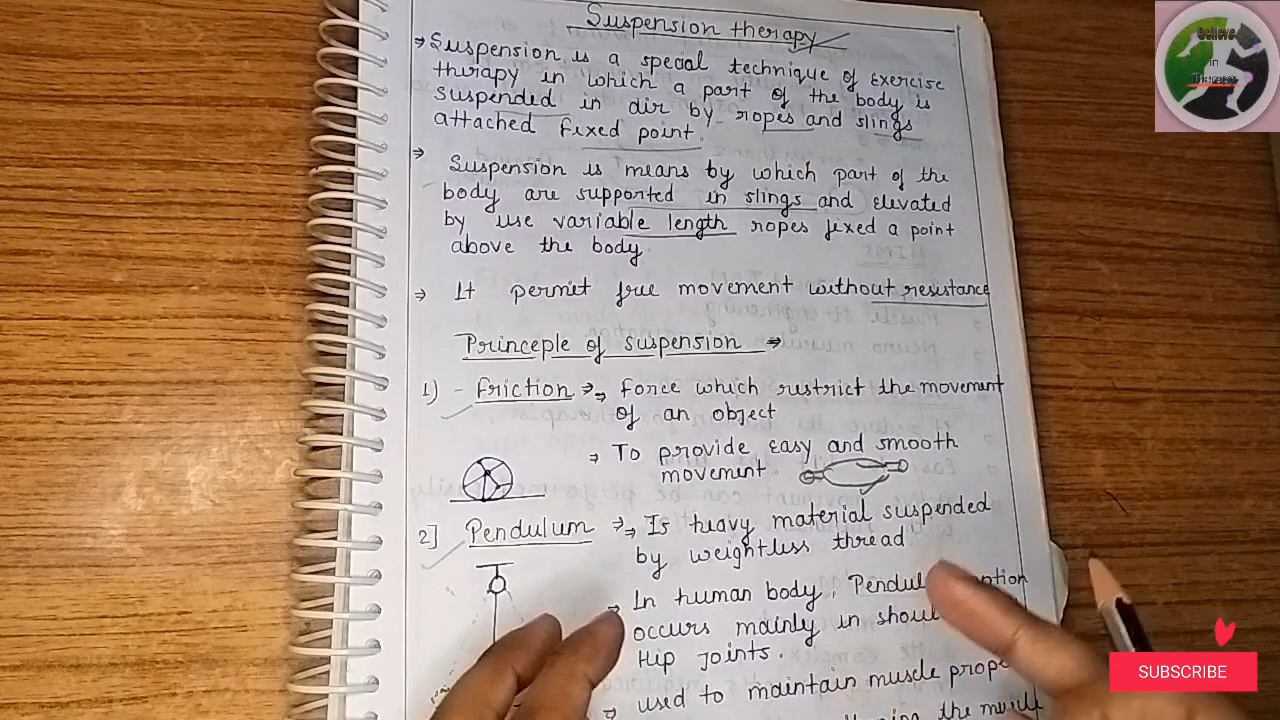 Suspension therapy
→ Suspension is a special technique of Exercise
therapy in which a part of the body is
suspended in air by ropes and slings
attached fixed point.
→ Suspension is means by which part of the
body are supported in slings and Elevated
by use variable length ropes fixed a point
above the body.
⇒ It permit free movement without resistance
Princeple of suspension ⇒
1) - friction ⇒ ⇒ force which restrict the movement
of an object
⇒ To provide Easy and smooth
movement.
2] Pendulum ⇒ ⇒ Is heavy material suspended
by weightless thread.
⇒ In human body, Pendul
occurs mainly in shoul
Hip Joints.
⇒ used to maintain muscle prope
the muscle
Believe
in
Therapy
SUBSCRIBE